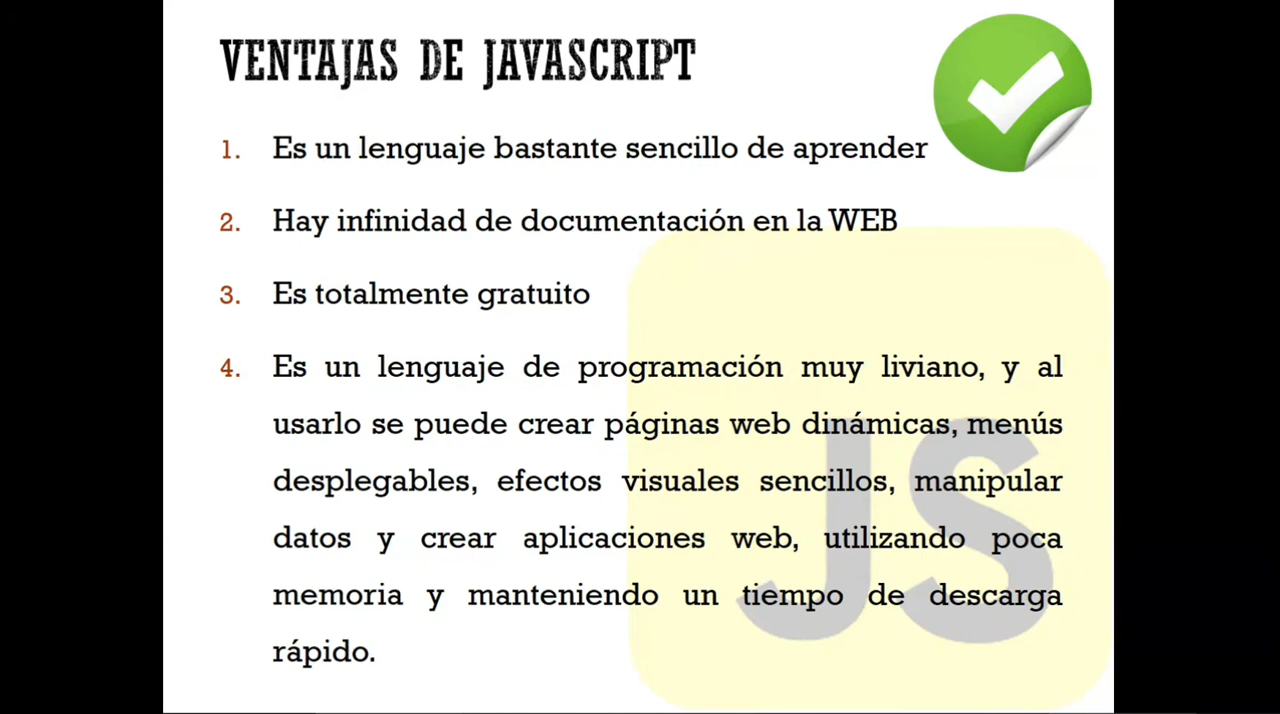 VENTAJAS DE JAVASCRIPT
1. Es un lenguaje bastante sencillo de aprender
2. Hay infinidad de documentación en la WEB
3. Es totalmente gratuito
4. Es un lenguaje de programación muy liviano, y al
usarlo se puede crear páginas web dinámicas, menús
desplegables, efectos visuales sencillos, manipular
datos y crear aplicaciones web, utilizando poca
memoria y manteniendo un tiempo de descarga
rápido.
JS